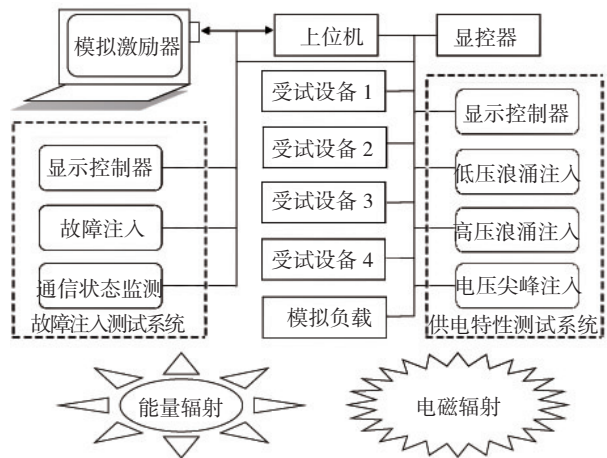 模拟激励器
上位机
显控器
受试设备 1
受试设备 2
受试设备 3
受试设备 4
模拟负载
显示控制器
故障注入
通信状态监测
故障注入测试系统
显示控制器
低压浪涌注入
高压浪涌注入
电压尖峰注入
供电特性测试系统
能量辐射
电磁辐射